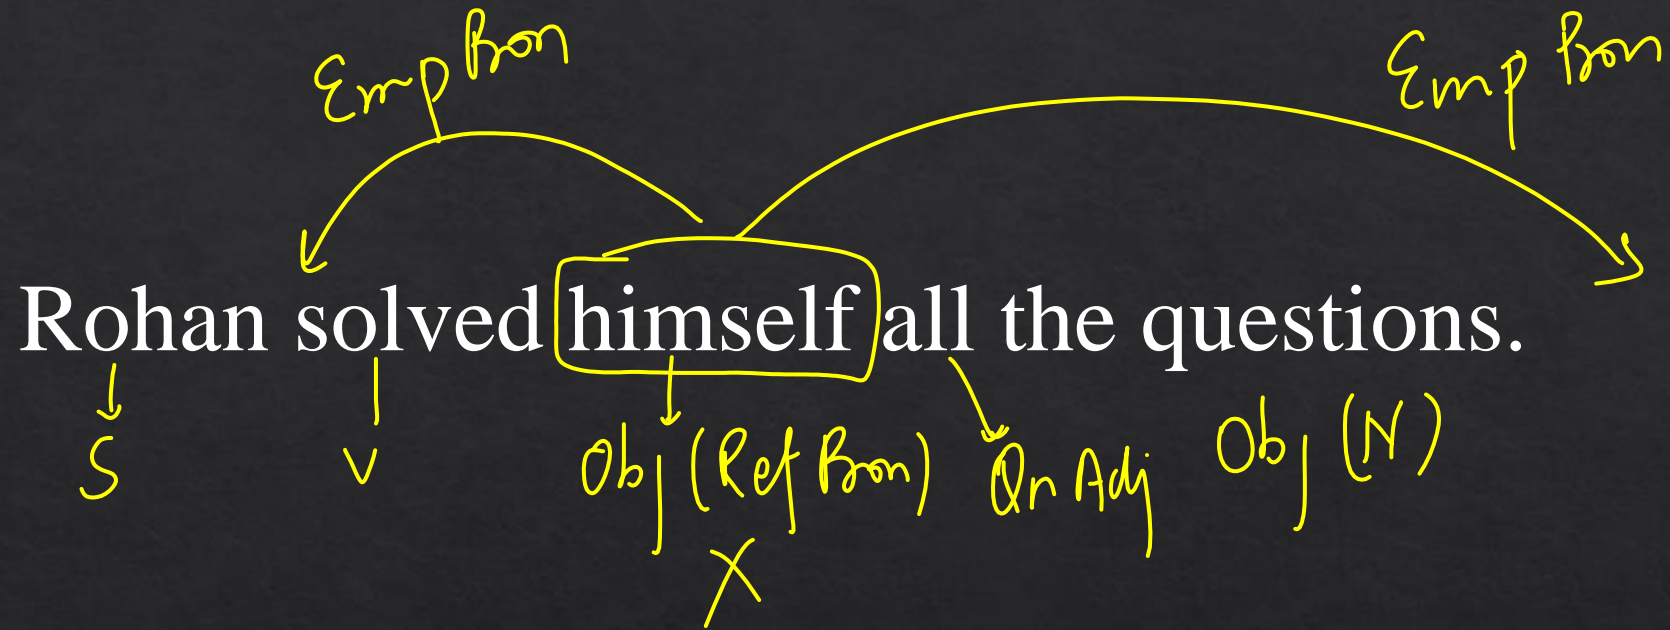 Emp Pron Emp Pron
Rohan solved himself all the questions.
S V Obj (Ref Pron) Qn Adj Obj (N)
X